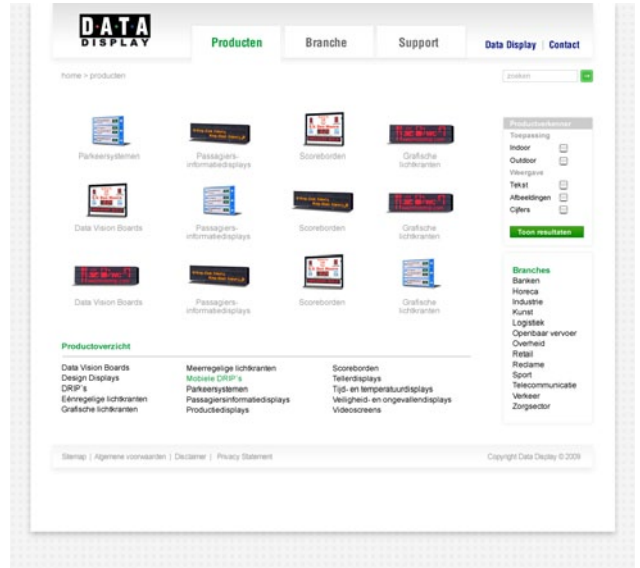 DATA
DISPLAY
Producten
Branche
Support
Data Display | Contact
home > producten
zoeken
Parkeersystemen
Passagiers-
informatiedisplays
Scoreborden
Grafische
lichtkranten
Data Vision Boards
Passagiers-
informatiedisplays
Scoreborden
Grafische
lichtkranten
Data Vision Boards
Passagiers-
informatiedisplays
Scoreborden
Grafische
lichtkranten
Productverkenner
Toepassing
Indoor
Outdoor
Weergave
Tekst
Afbeeldingen
Cijfers
Toon resultaten
Branches
Banken
Horeca
Industrie
Kunst
Logistiek
Openbaar vervoer
Overheid
Retail
Reclame
Sport
Telecommunicatie
Verkeer
Zorgsector
Productoverzicht
Data Vision Boards
Design Displays
DRIP's
Eénregelige lichtkranten
Grafische lichtkranten
Meerregelige lichtkranten
Mobiele DRIP's
Parkeersystemen
Passagiersinformatiedisplays
Productiedisplays
Scoreborden
Tellerdisplays
Tijd- en temperatuurdisplays
Veiligheid- en ongevallendisplays
Videoscreens
Sitemap | Algemene voorwaarden | Disclaimer | Privacy Statement
Copyright Data Display © 2009